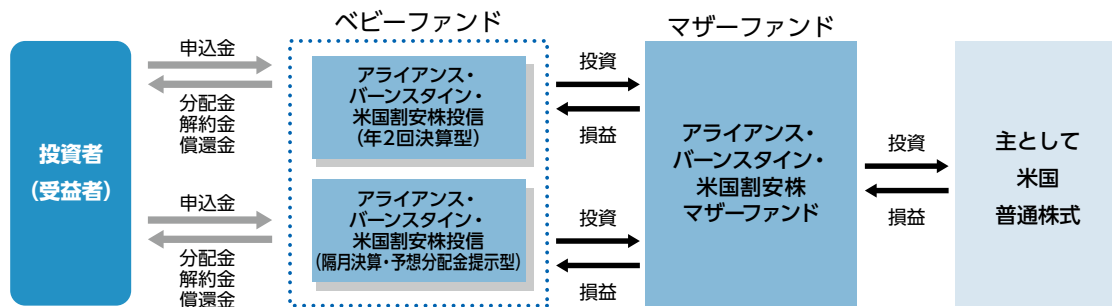 ベビーファンド
マザーファンド
投資者
(受益者)
申込金
分配金
解約金
償還金
アライアンス・
バーンスタイン・
米国割安株投信
(年2回決算型)
投資
損益
申込金
分配金
解約金
償還金
アライアンス・
バーンスタイン・
米国割安株投信
(隔月決算・予想分配金提示型)
投資
損益
アライアンス・
バーンスタイン・
米国割安株
マザーファンド
投資
損益
主として
米国
普通株式